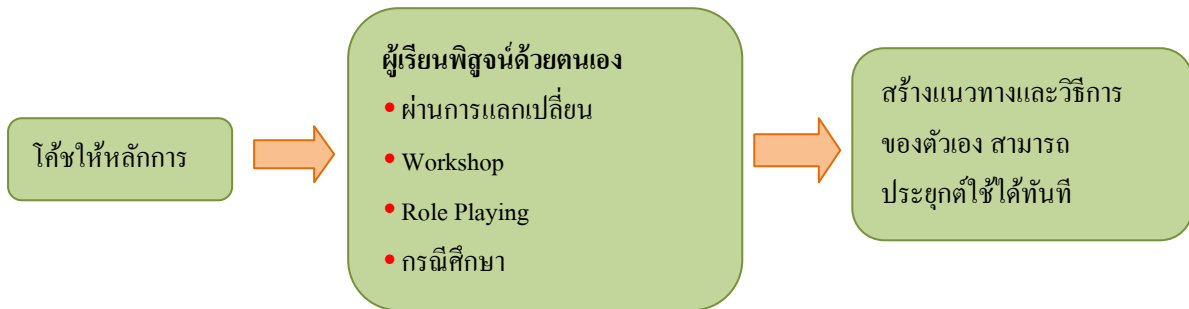 โค้ชให้หลักการ
ผู้เรียนพิสูจน์ด้วยตนเอง
• ผ่านการแลกเปลี่ยน
• Workshop
• Role Playing
• กรณีศึกษา
สร้างแนวทางและวิธีการ
ของตัวเอง สามารถ
ประยุกต์ใช้ได้ทันที